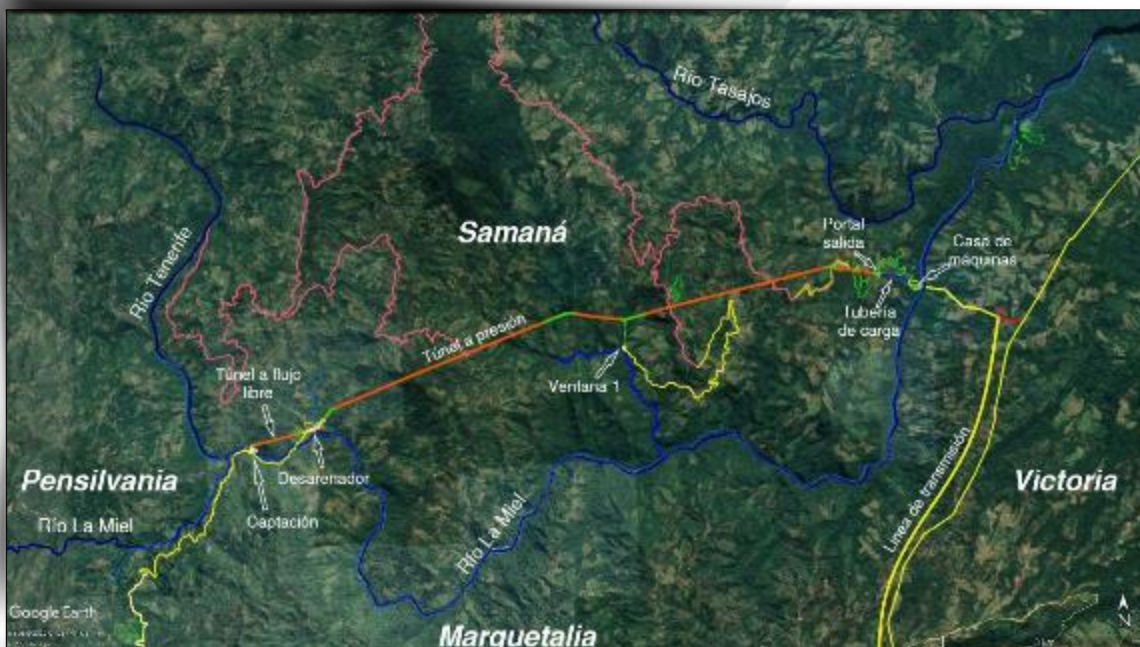 Río Tasajos
Samaná
Portal
salida
Casa de
máquinas
Río Tenerife
Tubería
de carga
Túnel a presión
Túnel a flujo
libre
Ventana 1
Desarenador
Pensilvania
Captación
Río La Miel
Río La Miel
Línea de transmisión
Victoria
Google Earth
Marquetalia
N